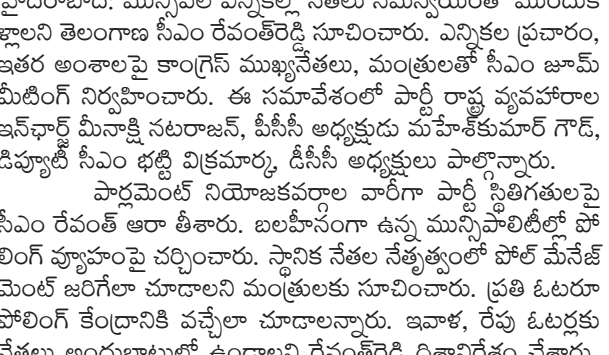 హైదరాబాద: మున్సిపల్ ఎన్నికల్లో నేతలు సమన్వయంతో ముందుక
ళ్లాలని తెలంగాణ సీఎం రేవంత్‌రెడ్డి సూచించారు. ఎన్నికల ప్రచారం,
ఇతర అంశాలపై కాంగ్రెస్ ముఖ్యనేతలు, మంత్రులతో సీఎం జూమ్
మీటింగ్ నిర్వహించారు. ఈ సమావేశంలో పార్టీ రాష్ట్ర వ్యవహారాల
ఇన్‌ఛార్జ్ మీనాక్షి నటరాజన్, పీసీసీ అధ్యక్షుడు మహేశ్‌కుమార్ గౌడ్,
డిప్యూటీ సీఎం భట్టి విక్రమార్క, డీసీసీ అధ్యక్షులు పాల్గొన్నారు.
పార్లమెంట్ నియోజకవర్గాల వారీగా పార్టీ స్థితిగతులపై
సీఎం రేవంత్ ఆరా తీశారు. బలహీనంగా ఉన్న మున్సిపాలిటీల్లో పో
లింగ్ వ్యూహంపై చర్చించారు. స్థానిక నేతల నేతృత్వంలో పోల్ మేనేజ్
మెంట్ జరిగేలా చూడాలని మంత్రులకు సూచించారు. ప్రతి ఓటరూ
పోలింగ్ కేంద్రానికి వచ్చేలా చూడాలన్నారు. ఇవాళ, రేపు ఓటర్లకు
నేతలు అందుబాటులో ఉండాలని రేవంత్‌రెడ్డి దిశానిర్దేశం చేశారు.